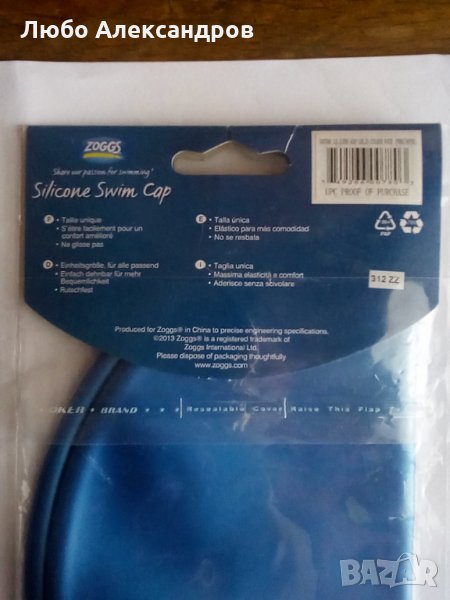 Любо Александров
ZOGGS
Share our passion for swimming!
Silicone Swim Cap
UPC PROOF OF PURCHASE
F • Taille unique
• S'étire facilement pour un
confort amélioré
• Ne glisse pas
E • Talla única
• Elástico para más comodidad
• No se resbala
D • Einheitsgröße, für alle passend
• Einfach dehnbar für mehr
Bequemlichkeit
• Rutschfest
I • Taglia unica
• Massima elasticità e comfort
• Aderisce senza scivolare
PAP
312 ZZ
Produced for Zoggs® in China to precise engineering specifications.
©2013 Zoggs® is a registered trademark of
Zoggs International Ltd.
Please dispose of packaging thoughtfully
www.zoggs.com
OKER • BRAND
Resealable Cover
Raise This Flap
BAZAR